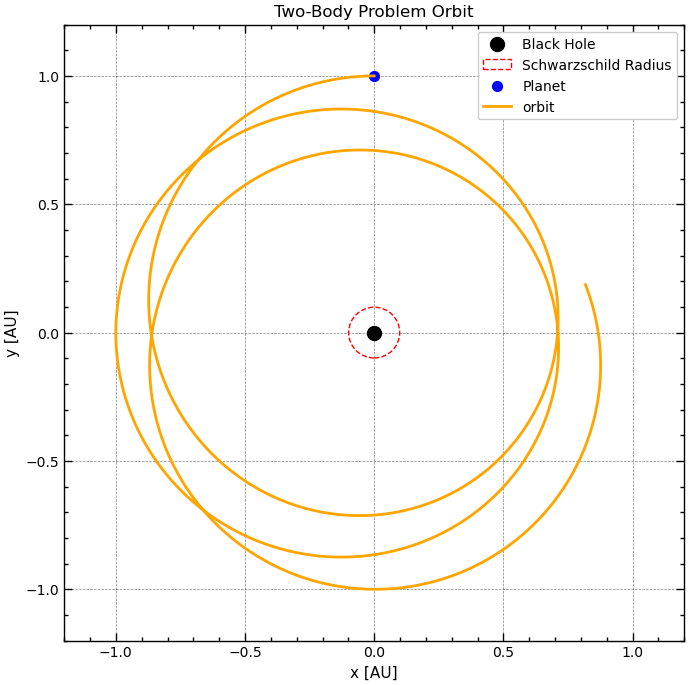 Two-Body Problem Orbit
Black Hole
Schwarzschild Radius
Planet
orbit
1.0
0.5
0.0
−0.5
−1.0
y [AU]
−1.0 −0.5 0.0 0.5 1.0
x [AU]